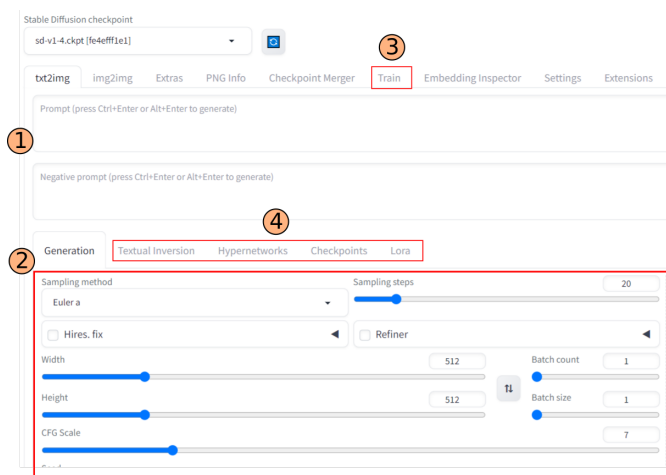 Stable Diffusion checkpoint
sd-v1-4.ckpt [fe4efff1e1]
3
txt2img img2img Extras PNG Info Checkpoint Merger Train Embedding Inspector Settings Extensions
Prompt (press Ctrl+Enter or Alt+Enter to generate)
1
Negative prompt (press Ctrl+Enter or Alt+Enter to generate)
4
Generation Textual Inversion Hypernetworks Checkpoints Lora
2
Sampling method Sampling steps 20
Euler a
Hires. fix Refiner
Width 512 Batch count 1
Height 512 Batch size 1
CFG Scale 7